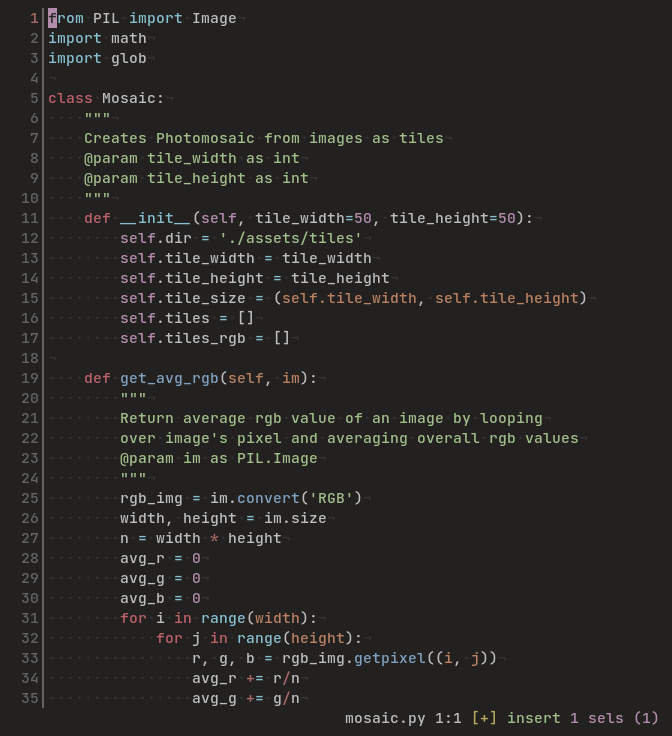 1 from PIL import Image
2 import math
3 import glob
4
5 class Mosaic:
6     """
7     Creates Photomosaic from images as tiles
8     @param tile_width as int
9     @param tile_height as int
10     """
11     def __init__(self, tile_width=50, tile_height=50):
12         self.dir = './assets/tiles'
13         self.tile_width = tile_width
14         self.tile_height = tile_height
15         self.tile_size = (self.tile_width, self.tile_height)
16         self.tiles = []
17         self.tiles_rgb = []
18
19     def get_avg_rgb(self, im):
20         """
21         Return average rgb value of an image by looping
22         over image's pixel and averaging overall rgb values
23         @param im as PIL.Image
24         """
25         rgb_img = im.convert('RGB')
26         width, height = im.size
27         n = width * height
28         avg_r = 0
29         avg_g = 0
30         avg_b = 0
31         for i in range(width):
32             for j in range(height):
33                 r, g, b = rgb_img.getpixel((i, j))
34                 avg_r += r/n
35                 avg_g += g/n
mosaic.py 1:1 [+] insert 1 sels (1)